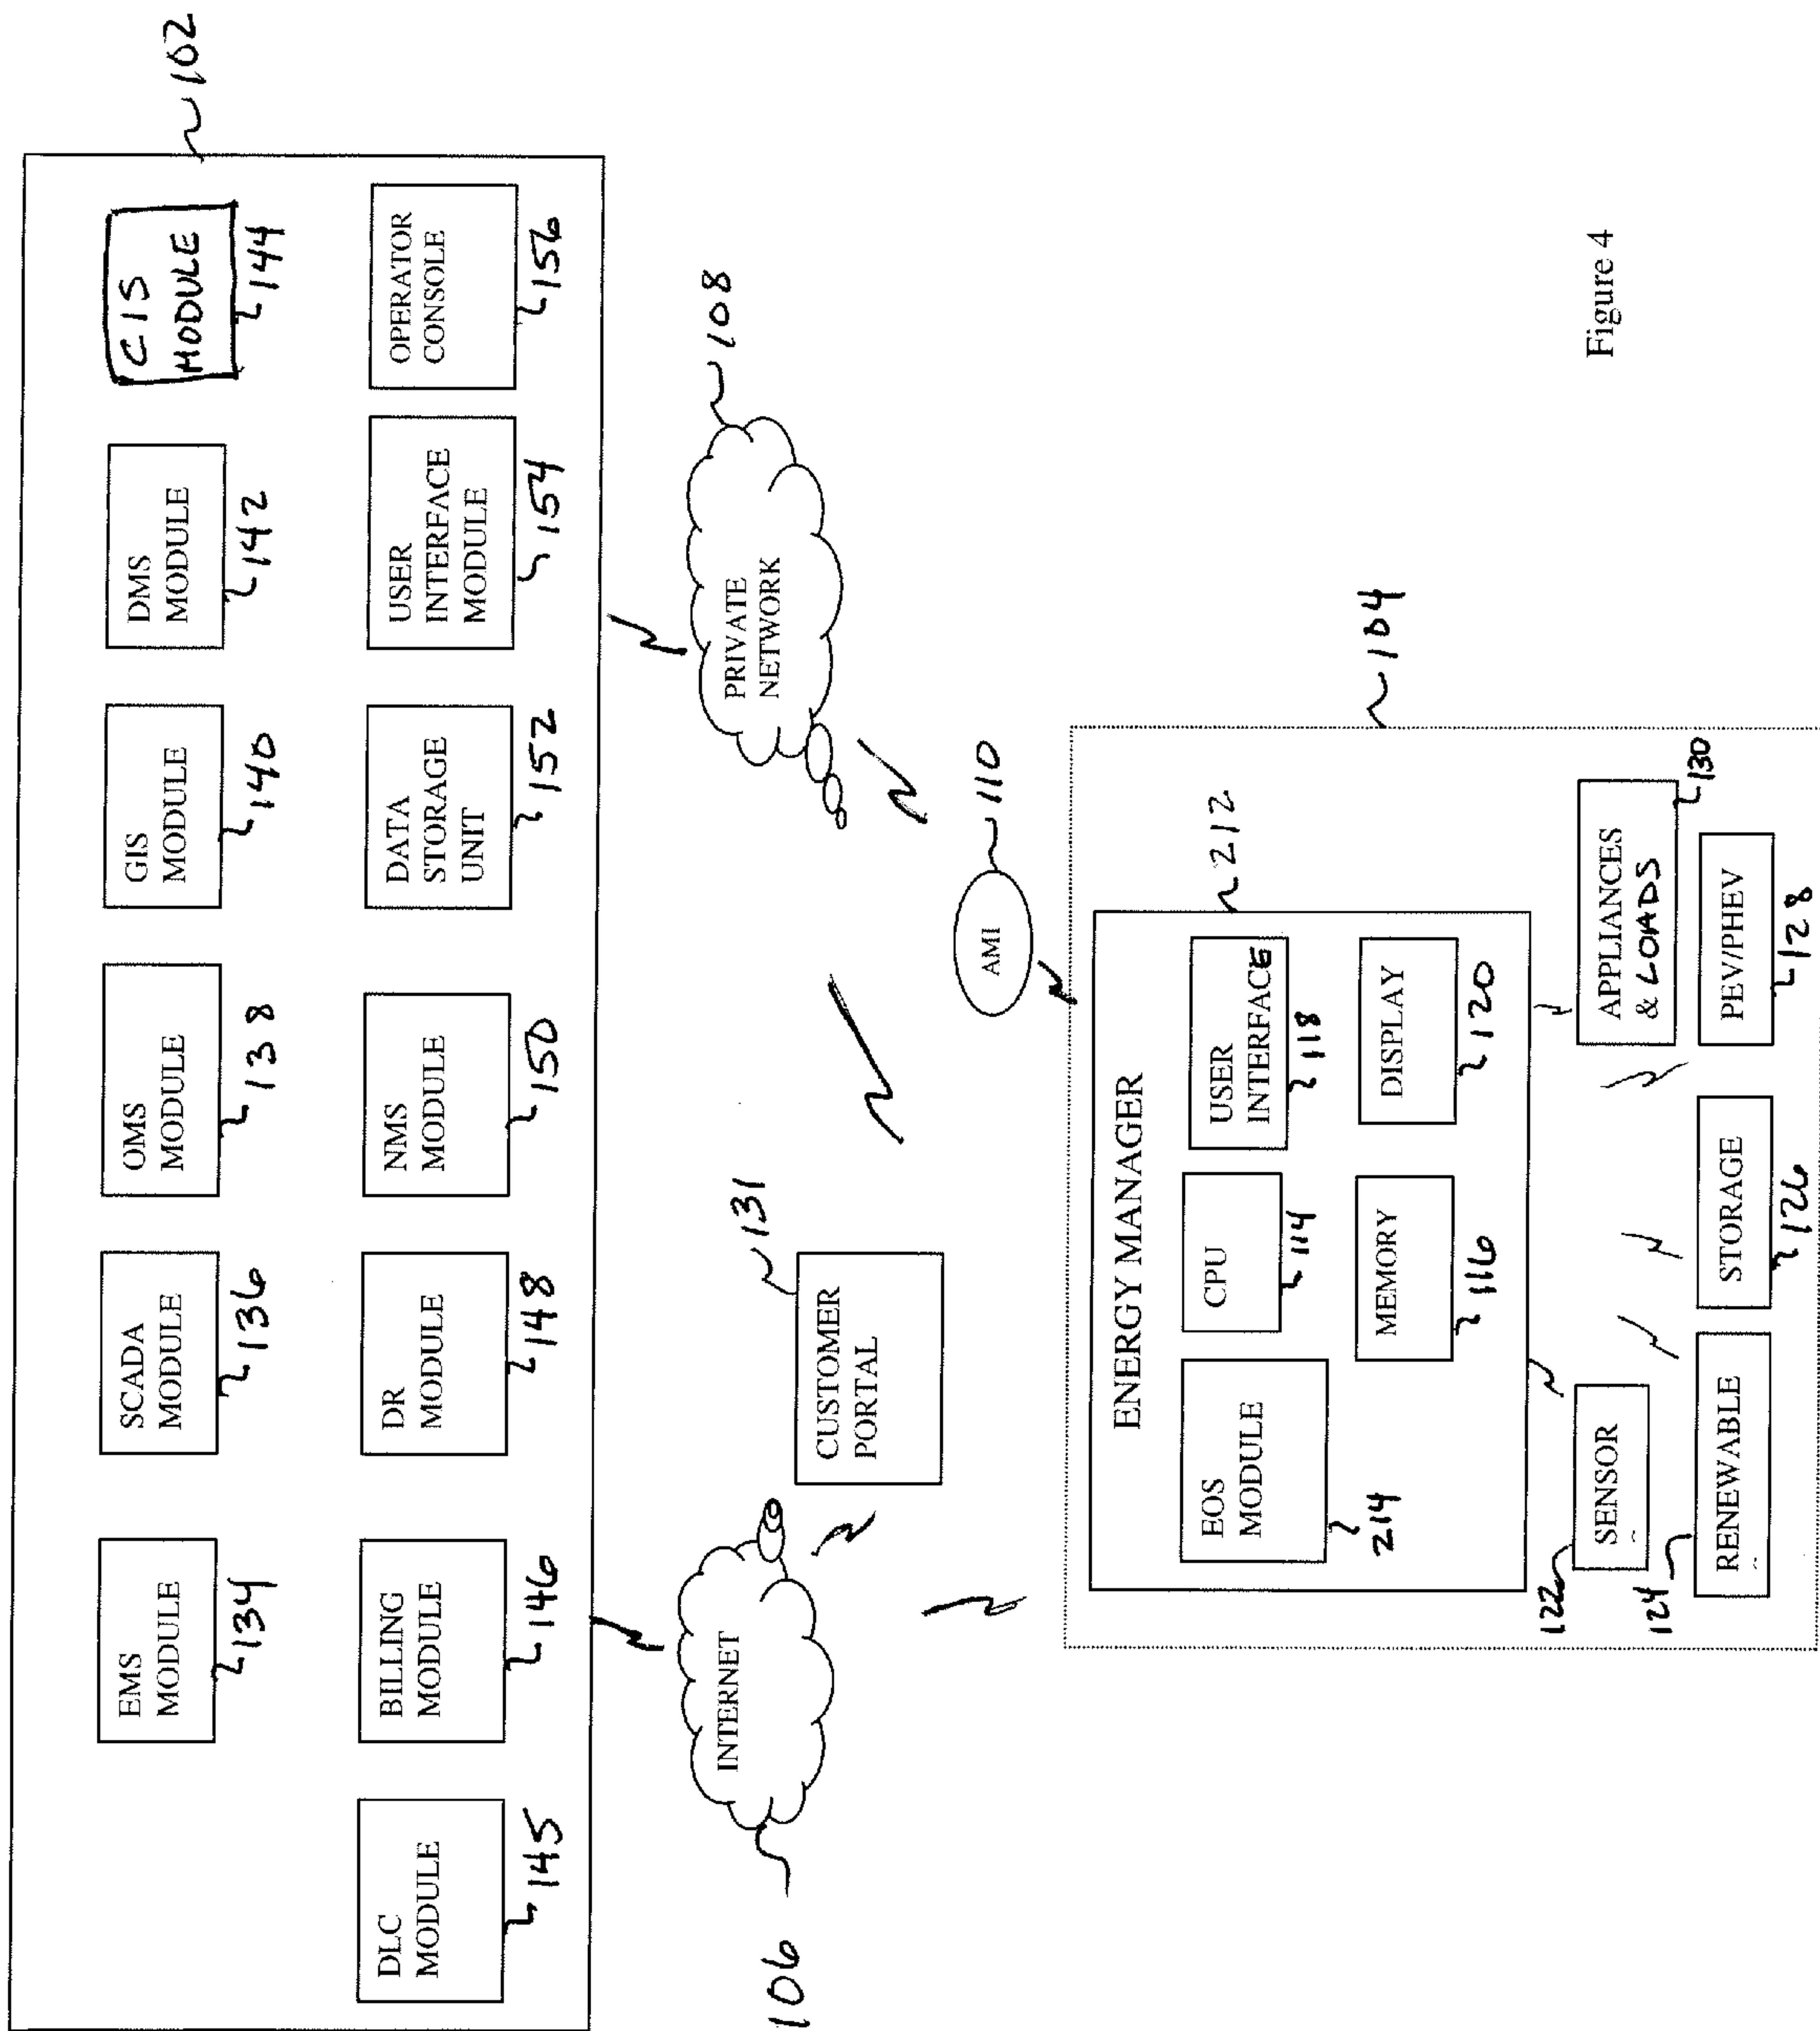 102
EMS
MODULE
134
SCADA
MODULE
136
OMS
MODULE
138
GIS
MODULE
140
DMS
MODULE
142
CIS
MODULE
144
DLC
MODULE
145
BILLING
MODULE
146
DR
MODULE
148
NMS
MODULE
150
DATA
STORAGE
UNIT
152
USER
INTERFACE
MODULE
154
OPERATOR
CONSOLE
156
106
INTERNET
CUSTOMER
PORTAL
131
PRIVATE
NETWORK
108
AMI
110
104
ENERGY MANAGER
212
EOS
MODULE
214
CPU
114
USER
INTERFACE
118
MEMORY
116
DISPLAY
120
122
SENSOR
124
RENEWABLE
STORAGE
126
APPLIANCES
& LOADS
130
PEV/PHEV
128
Figure 4